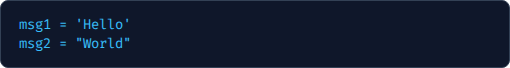 msg1 = 'Hello'
msg2 = "World"